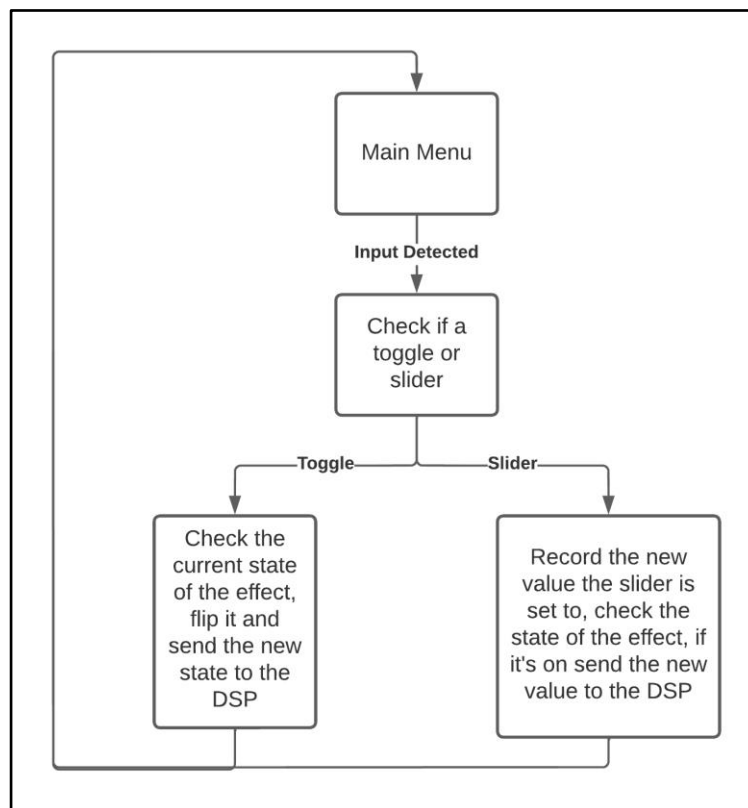 Main Menu
Input Detected
Check if a
toggle or
slider
Toggle
Slider
Check the
current state
of the effect,
flip it and
send the new
state to the
DSP
Record the new
value the slider is
set to, check the
state of the effect, if
it's on send the new
value to the DSP